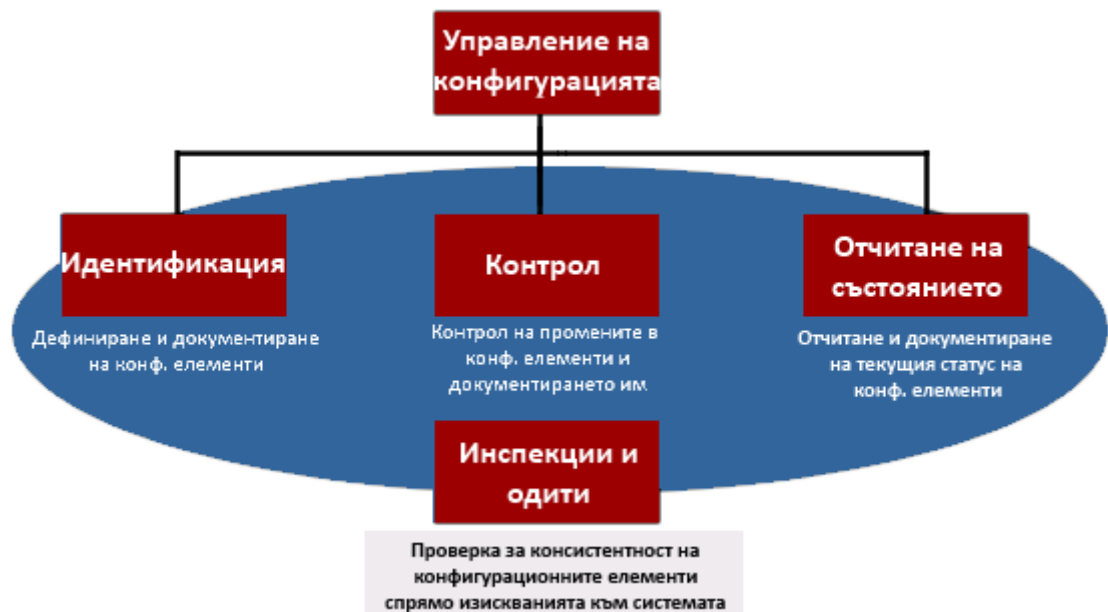 Управление на
конфигурацията
Идентификация
Дефиниране и документиране
на конф. елементи
Контрол
Контрол на промените в
конф. елементи и
документирането им
Отчитане на
състоянието
Отчитане и документиране
на текущия статус на
конф. елементи
Инспекции и
одити
Проверка за консистентност на
конфигурационните елементи
спрямо изискванията към системата